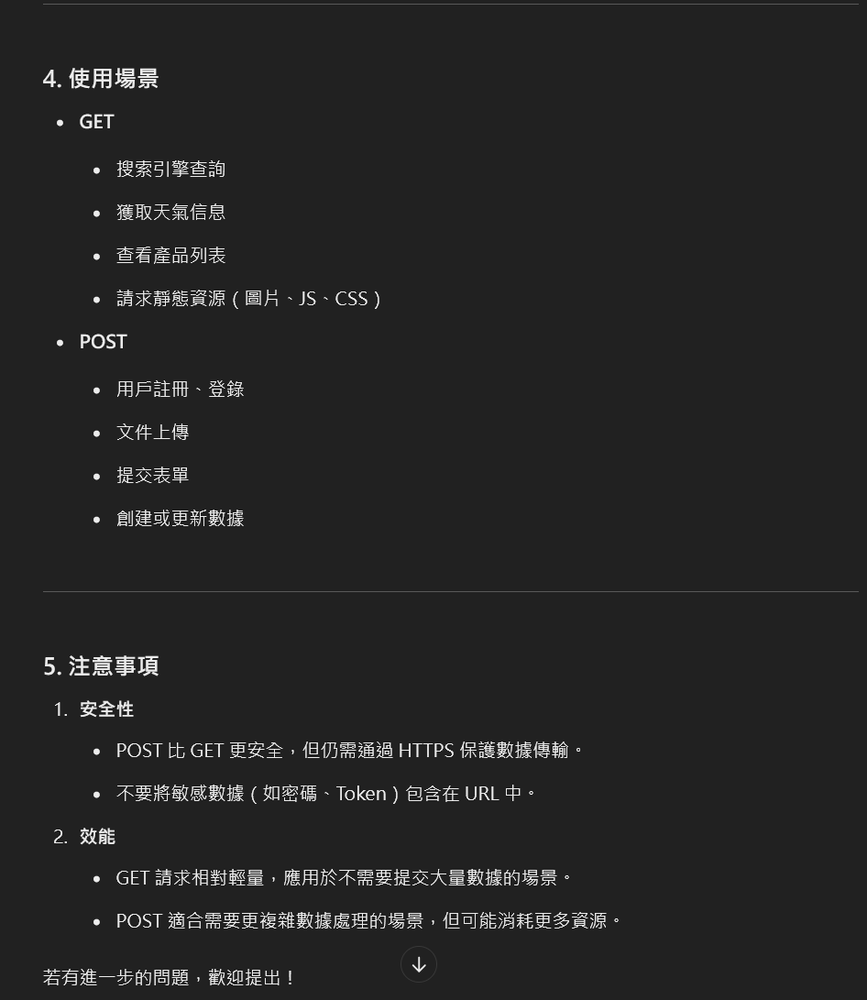 4. 使用場景
• GET
• 搜索引擎查詢
• 獲取天氣信息
• 查看產品列表
• 請求靜態資源（圖片、JS、CSS）
• POST
• 用戶註冊、登錄
• 文件上傳
• 提交表單
• 創建或更新數據
5. 注意事項
1. 安全性
• POST 比 GET 更安全，但仍需通過 HTTPS 保護數據傳輸。
• 不要將敏感數據（如密碼、Token）包含在 URL 中。
2. 效能
• GET 請求相對輕量，應用於不需要提交大量數據的場景。
• POST 適合需要更複雜數據處理的場景，但可能消耗更多資源。
若有進一步的問題，歡迎提出！